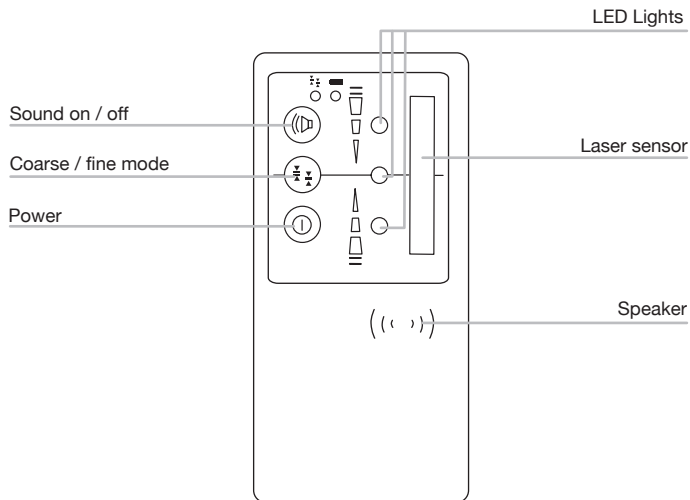 LED Lights
Sound on / off
Laser sensor
Coarse / fine mode
Power
Speaker